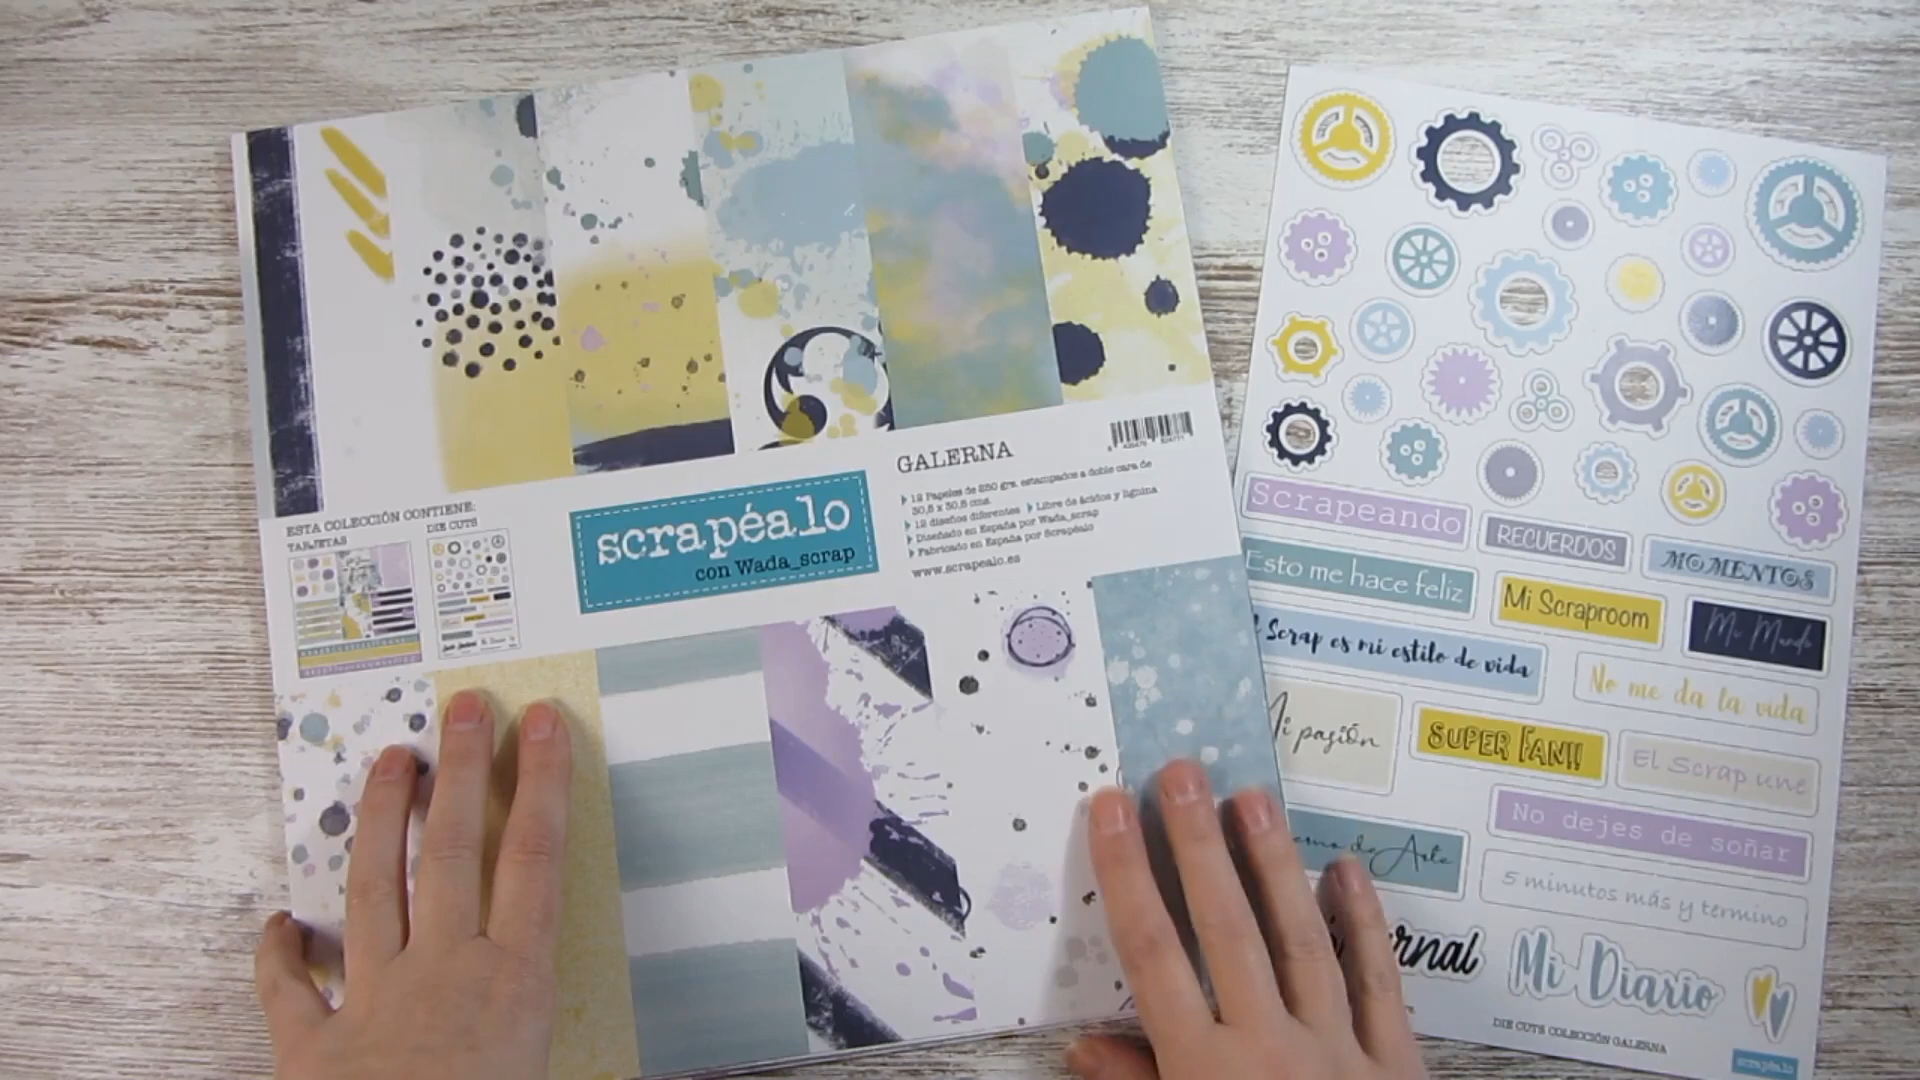 ESTA COLECCIÓN CONTIENE:
TARJETAS
DIE CUTS
scrapéalo
con Wada_scrap
GALERNA
12 Papeles de 250 grs. estampados a doble cara de
30,5 x 30,5 cms.
12 diseños diferentes
Libre de ácidos y lignina
Diseñado en España por Wada_scrap
Fabricado en España por Scrapéalo
www.scrapealo.es
Scrapeando
RECUERDOS
MOMENTOS
Esto me hace feliz
Mi Scraproom
Mi Mundo
Scrap es mi estilo de vida
No me da la vida
Mi pasión
SUPER FAN!!
El Scrap une
No dejes de soñar
de Arte
5 minutos más y termino
Mi Diario
DIE CUTS COLECCIÓN GALERNA
scrapéalo